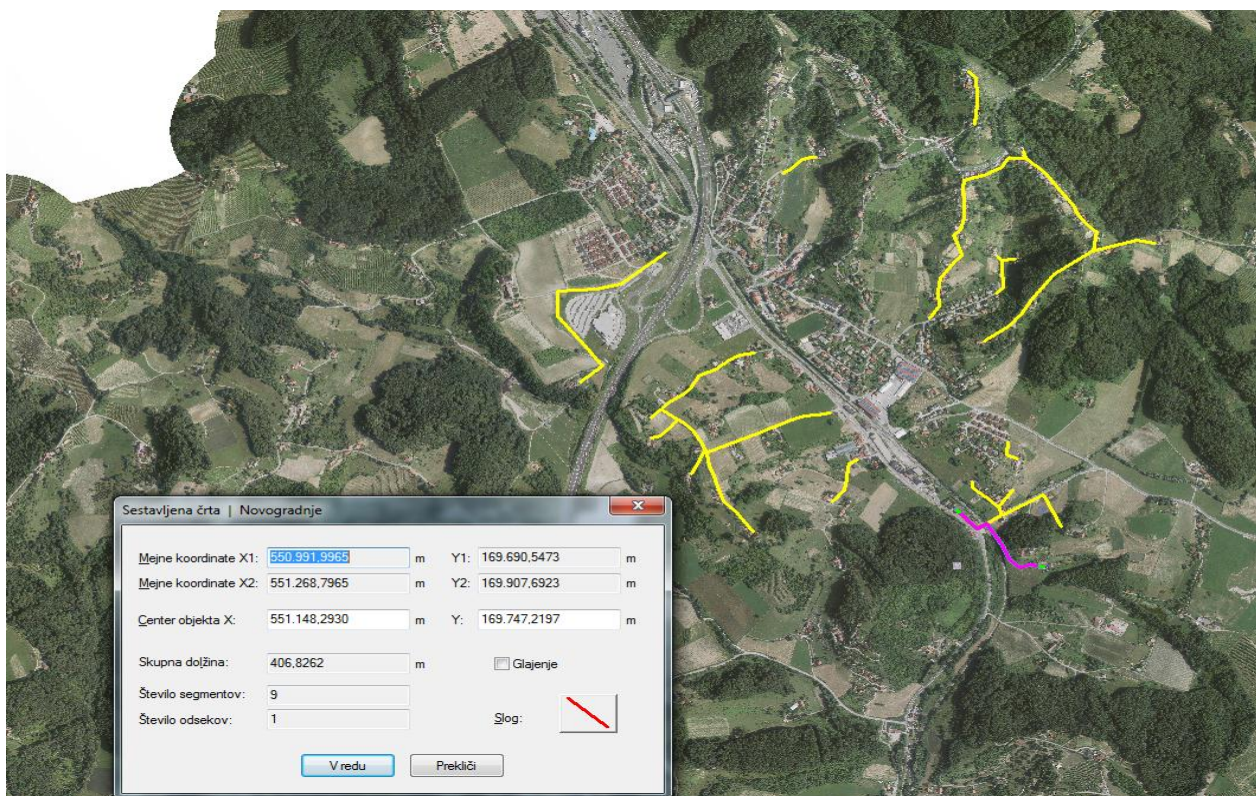 Sestavljena črta | Novogradnje
Mejne koordinate X1: 550.991,9965 m Y1: 169.690,5473 m
Mejne koordinate X2: 551.268,7965 m Y2: 169.907,6923 m
Center objekta X: 551.148,2930 m Y: 169.747,2197 m
Skupna dolžina: 406,8262 m Glajenje
Število segmentov: 9
Število odsekov: 1 Slog:
V redu Prekliči